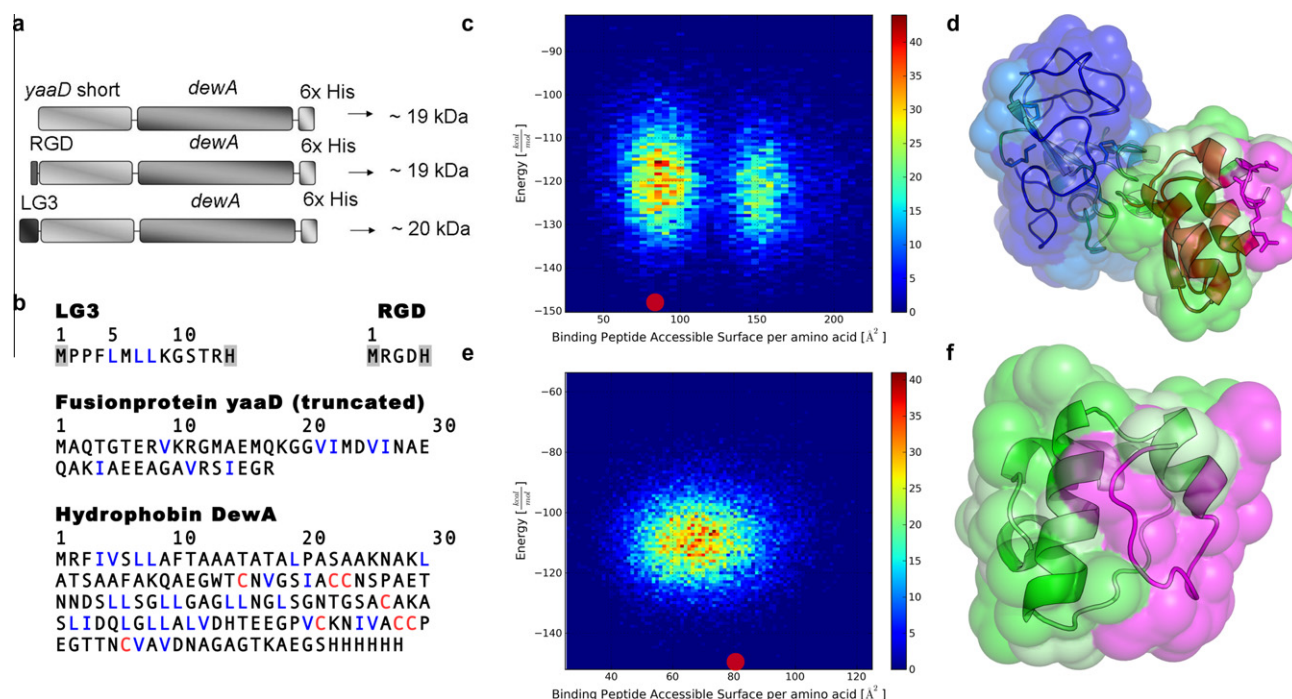 a
yaaD short
dewA
6x His
~ 19 kDa
RGD
dewA
6x His
~ 19 kDa
LG3
dewA
6x His
~ 20 kDa
b
LG3
1 5 10
MPPFLMLLKGSTRH
RGD
1
MRGDH
Fusionprotein yaaD (truncated)
1 10 20 30
MAQTGTERVKRGMAEMQKGGVIMDVINAE
QAKIAEEAGAVRSIEGR
Hydrophobin DewA
1 10 20 30
MRFIVSLLAFTAAATATALPASAAKNAKL
ATSAAFAKQAEGWTCNVGSIACCNSPAET
NNDSLLSGLLGAGLLNGLSGNTGSACAKA
SLIDQLGLLALVDHTEEGPVCKNIVACCP
EGTTNCVAVDNAGAGTKAEGSHHHHHH
c
Energy [kcal/mol]
−90
−100
−110
−120
−130
−140
−150
50 100 150 200
Binding Peptide Accessible Surface per amino acid [Å²]
40
35
30
25
20
15
10
5
0
d
e
Energy [kcal/mol]
−60
−80
−100
−120
−140
40 60 80 100 120
Binding Peptide Accessible Surface per amino acid [Å²]
40
35
30
25
20
15
10
5
0
f